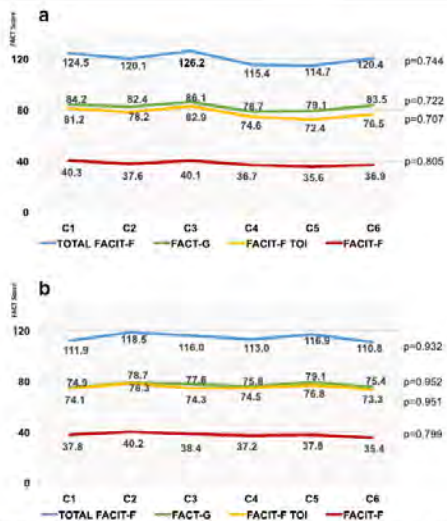 a
FACT Score
120
80
40
0
124.5 120.1 126.2 115.4 114.7 120.4
p=0.744
84.2 82.4 86.1 78.7 79.1 83.5
p=0.722
81.2 78.2 82.9 74.6 72.4 76.5
p=0.707
40.3 37.6 40.1 36.7 35.6 36.9
p=0.805
C1 C2 C3 C4 C5 C6
TOTAL FACIT-F FACT-G FACIT-F TOI FACIT-F
b
FACT Score
120
80
40
0
111.9 118.5 116.0 113.0 116.9 110.8
p=0.932
74.9 78.7 77.6 75.8 79.1 75.4
p=0.952
74.1 76.3 74.3 74.5 76.8 73.3
p=0.951
37.8 40.2 38.4 37.2 37.8 35.4
p=0.799
C1 C2 C3 C4 C5 C6
TOTAL FACIT-F FACT-G FACIT-F TOI FACIT-F